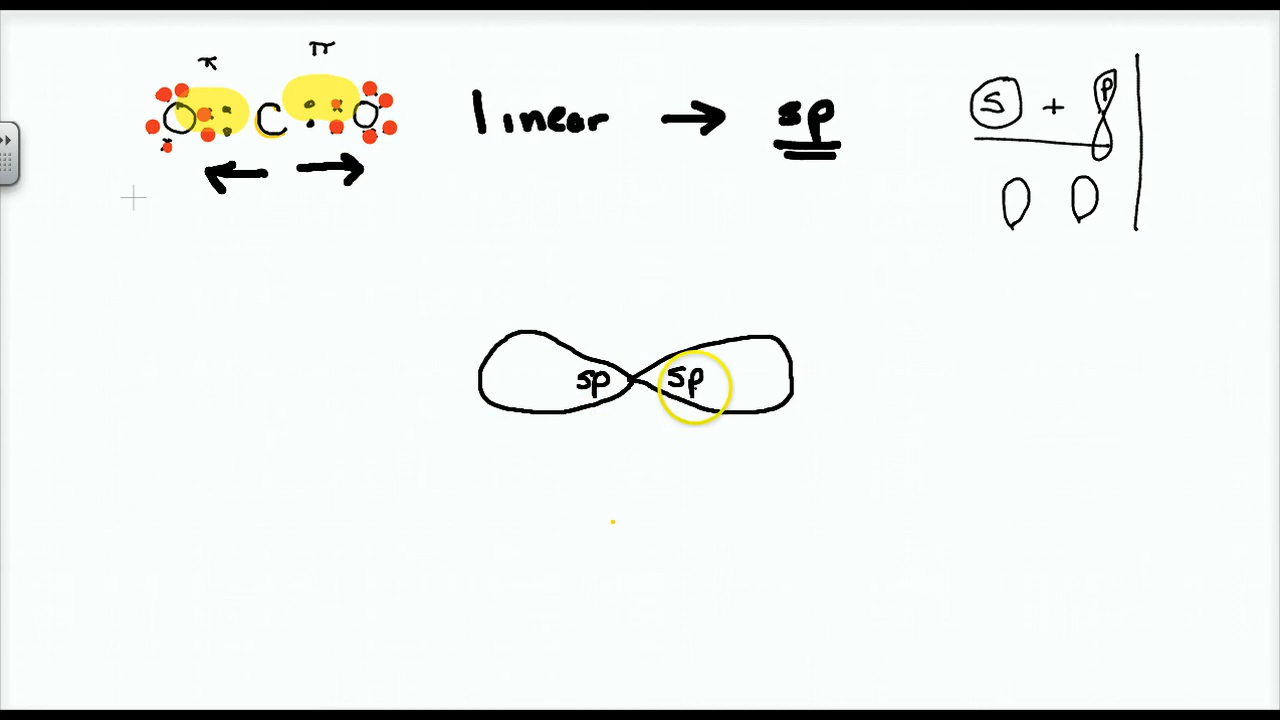 π π
O C O linear → sp
s + p
sp sp